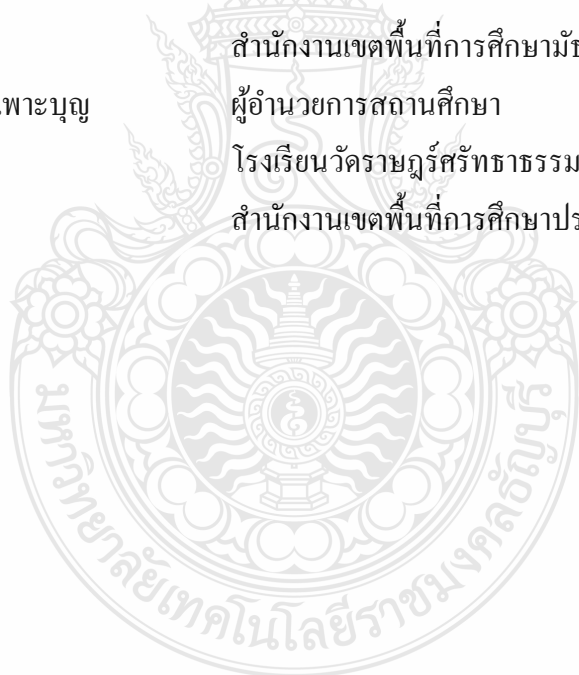 สำนักงานเขตพื้นที่การศึกษามัธ
เพาะบุญ ผู้อำนวยการสถานศึกษา
โรงเรียนวัดราษฎร์ศรัทธาธรรม
สำนักงานเขตพื้นที่การศึกษาประ
มหาวิทยาลัยเทคโนโลยีราชมงคลธัญบุรี